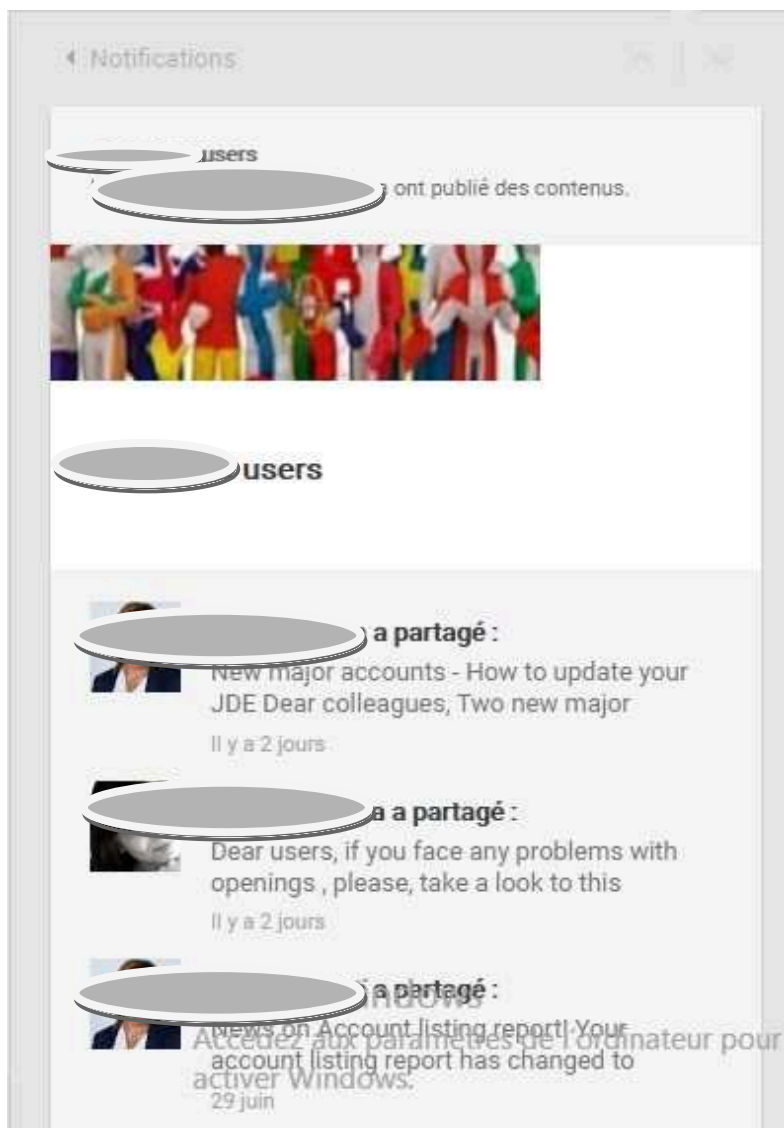 Notifications
users
ont publié des contenus.
users
a partagé :
New major accounts - How to update your
JDE Dear colleagues, Two new major
Il y a 2 jours
a a partagé :
Dear users, if you face any problems with
openings , please, take a look to this
Il y a 2 jours
a partagé :
News on Account listing report| Your
account listing report has changed to
29 juin
Accédez aux paramètres de l'ordinateur pour
activer Windows.